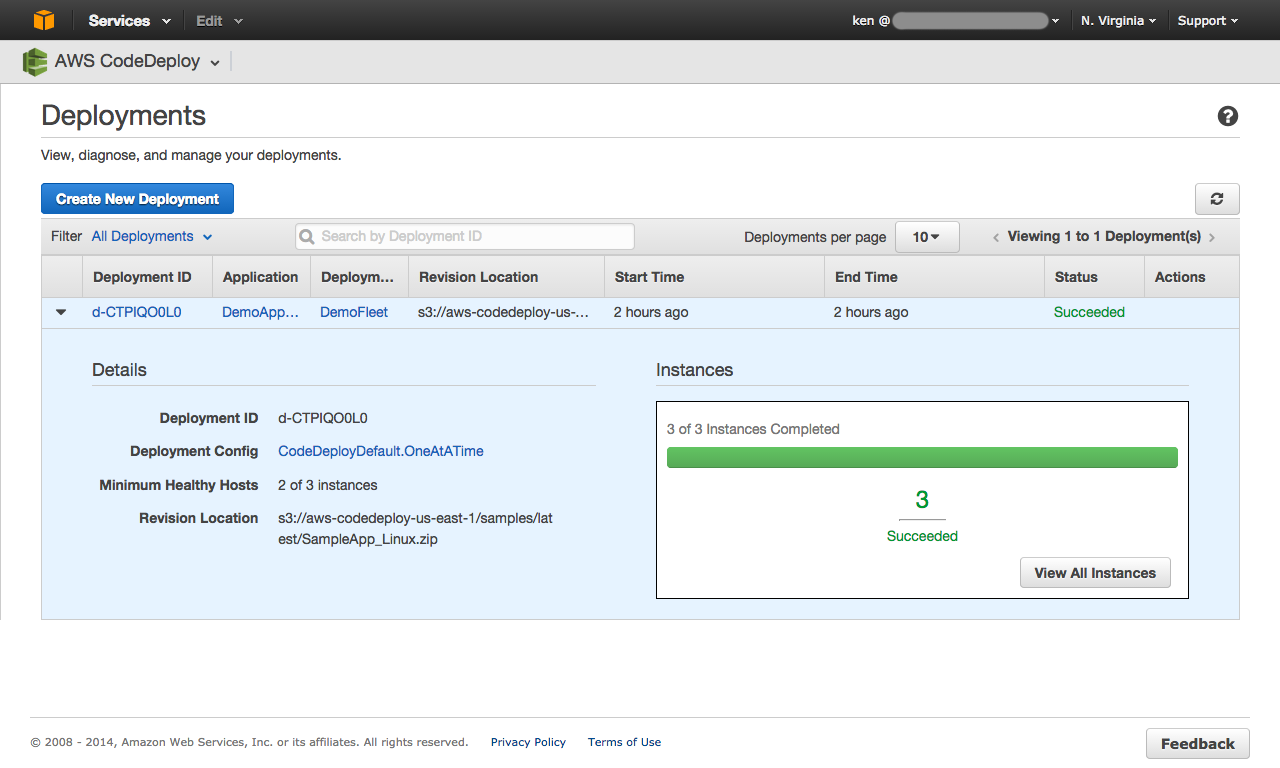 Services Edit ken @ N. Virginia Support
AWS CodeDeploy
Deployments
View, diagnose, and manage your deployments.
Create New Deployment
Filter All Deployments Search by Deployment ID Deployments per page 10 Viewing 1 to 1 Deployment(s)
Deployment ID Application Deploym... Revision Location Start Time End Time Status Actions
d-CTPIQO0L0 DemoApp... DemoFleet s3://aws-codedeploy-us-... 2 hours ago 2 hours ago Succeeded
Details
Deployment ID d-CTPIQO0L0
Deployment Config CodeDeployDefault.OneAtATime
Minimum Healthy Hosts 2 of 3 instances
Revision Location s3://aws-codedeploy-us-east-1/samples/lat
est/SampleApp_Linux.zip
Instances
3 of 3 Instances Completed
3
Succeeded
View All Instances
© 2008 - 2014, Amazon Web Services, Inc. or its affiliates. All rights reserved. Privacy Policy Terms of Use
Feedback